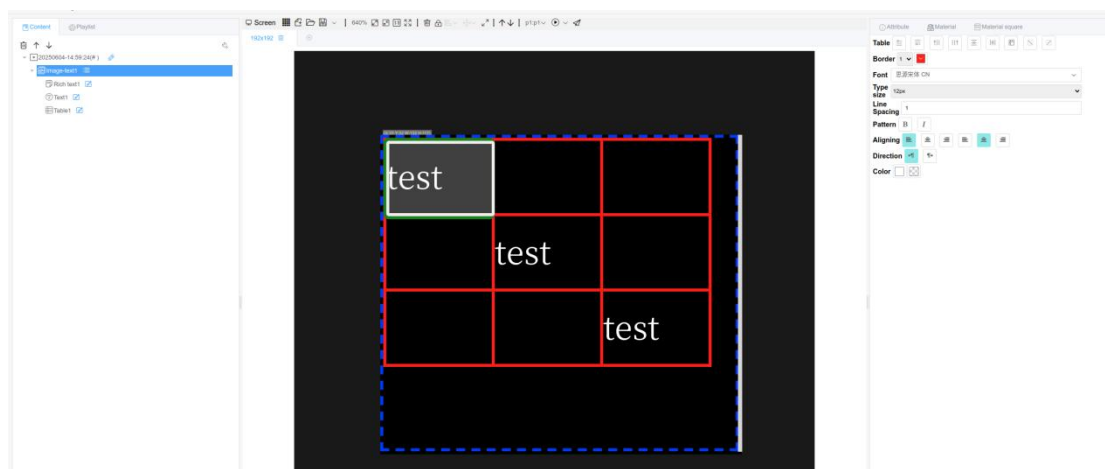 Content
Playlist
20250604-14:59:24(#)
Image-text1
Rich text1
Text1
Table1
Screen
640%
p1:p1
192x192
test
test
test
Attribute
Material
Material square
Table
Border 1
Font 思源宋体 CN
Type size 12px
Line Spacing 1
Pattern B I
Aligning
Direction
Color